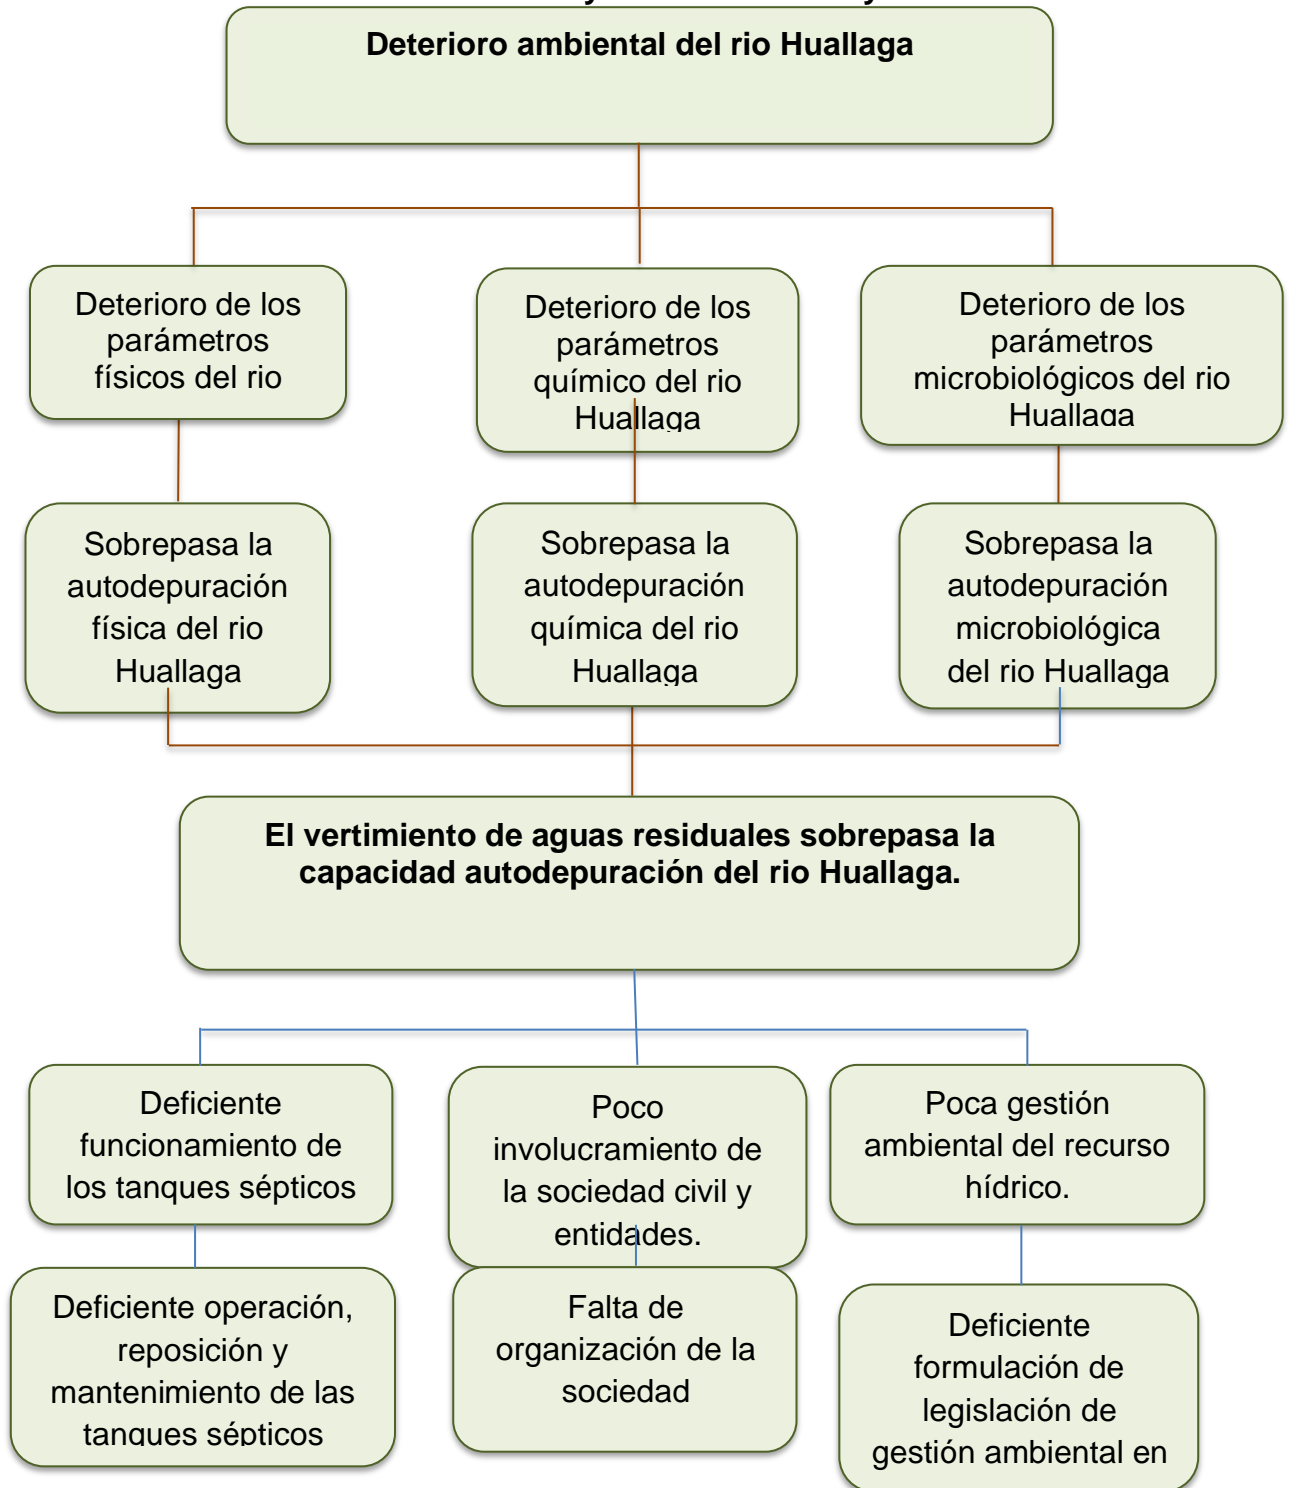 Deterioro ambiental del rio Huallaga
Deterioro de los
parámetros
físicos del rio
Deterioro de los
parámetros
químico del rio
Huallaga
Deterioro de los
parámetros
microbiológicos del rio
Huallaga
Sobrepasa la
autodepuración
física del rio
Huallaga
Sobrepasa la
autodepuración
química del rio
Huallaga
Sobrepasa la
autodepuración
microbiológica
del rio Huallaga
El vertimiento de aguas residuales sobrepasa la
capacidad autodepuración del rio Huallaga.
Deficiente
funcionamiento de
los tanques sépticos
Poco
involucramiento de
la sociedad civil y
entidades.
Poca gestión
ambiental del recurso
hídrico.
Deficiente operación,
reposición y
mantenimiento de las
tanques sépticos
Falta de
organización de la
sociedad
Deficiente
formulación de
legislación de
gestión ambiental en